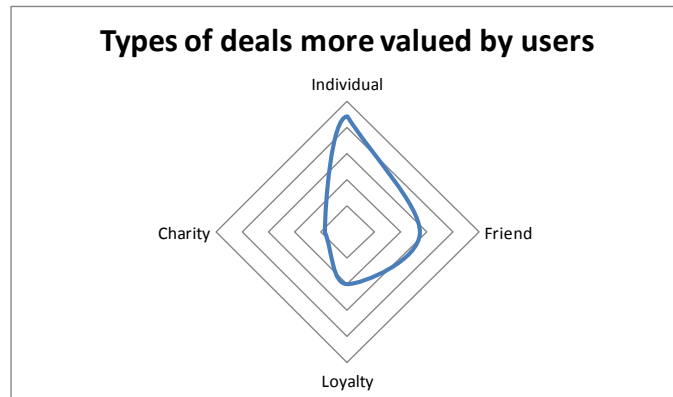 Types of deals more valued by users
Individual
Charity
Friend
Loyalty